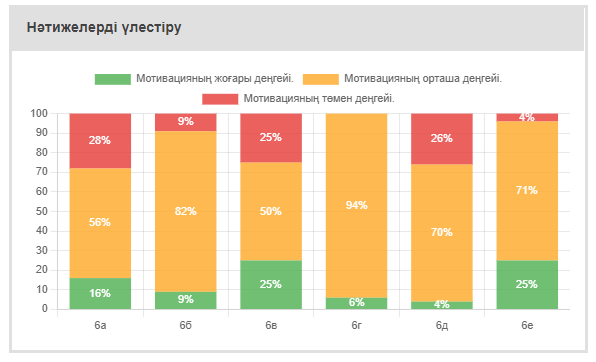 Нәтижелерді үлестіру
Мотивацияның жоғары деңгейі. Мотивацияның орташа деңгейі.
Мотивацияның төмен деңгейі.
100
90
80
70
60
50
40
30
20
10
0
28% 9% 25% 26% 4%
56% 82% 50% 94% 70% 71%
16% 9% 25% 6% 4% 25%
6а 6б 6в 6г 6д 6е